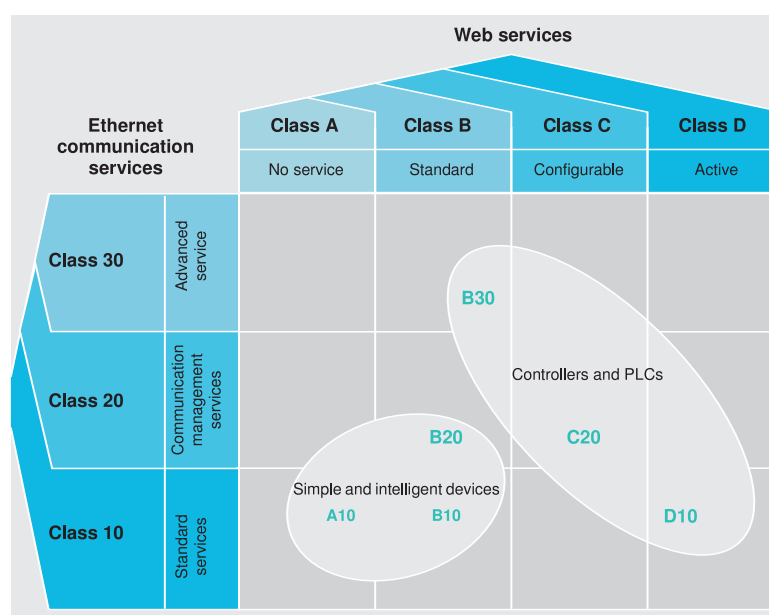 Web services
Ethernet
communication
services
Class A
Class B
Class C
Class D
No service
Standard
Configurable
Active
Class 30
Advanced
service
B30
Class 20
Communication
management
services
Controllers and PLCs
B20
C20
Class 10
Standard
services
Simple and intelligent devices
A10
B10
D10